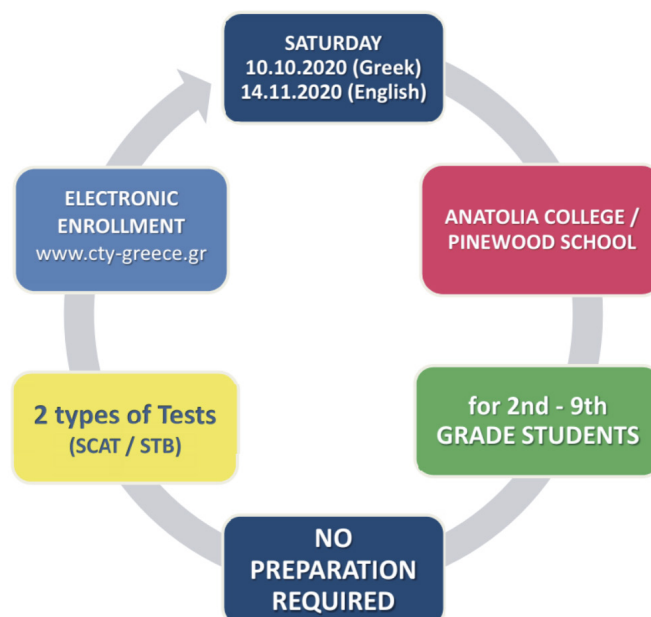 SATURDAY
10.10.2020 (Greek)
14.11.2020 (English)
ANATOLIA COLLEGE /
PINEWOOD SCHOOL
for 2nd - 9th
GRADE STUDENTS
NO
PREPARATION
REQUIRED
2 types of Tests
(SCAT / STB)
ELECTRONIC
ENROLLMENT
www.cty-greece.gr